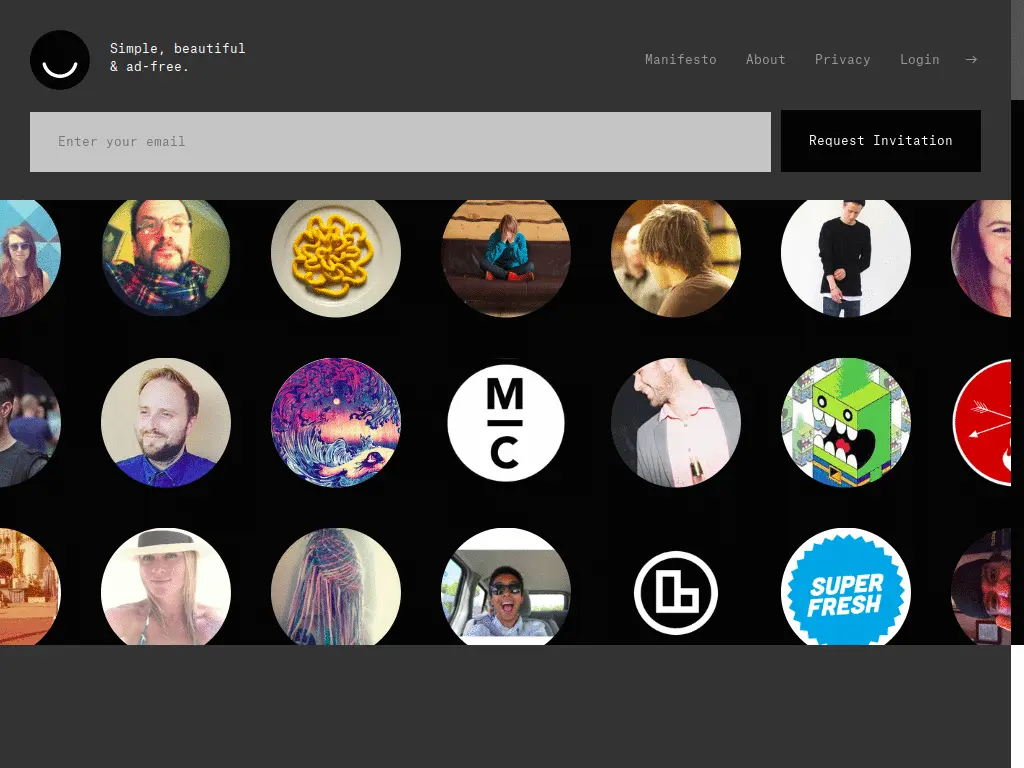 Simple, beautiful
& ad-free.
Manifesto About Privacy Login →
Enter your email
Request Invitation
M
C
SUPER
FRESH